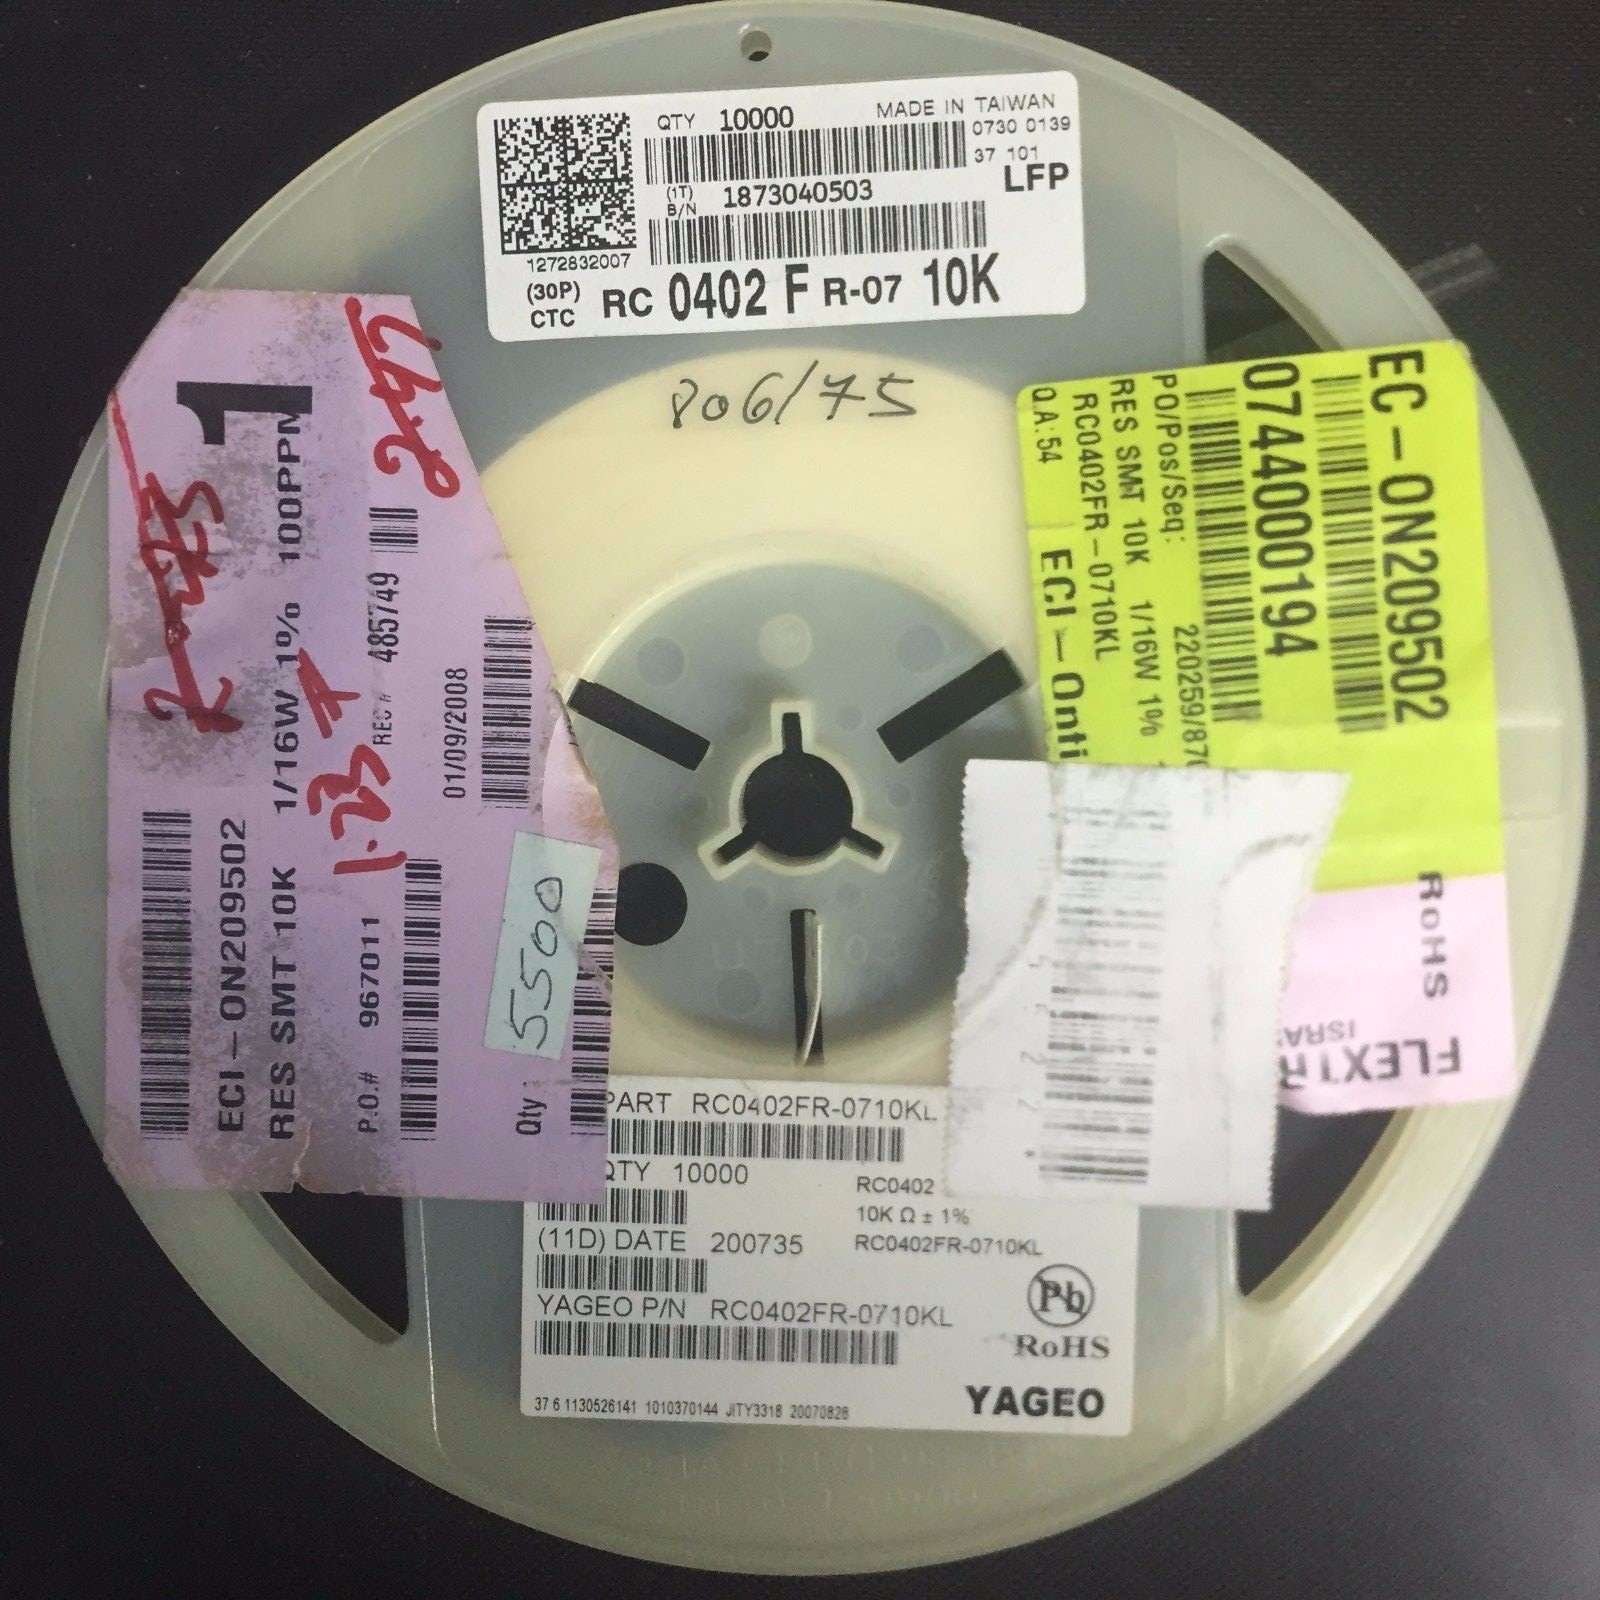 QTY 10000 MADE IN TAIWAN
0730 0139
37 101
(1T)
B/N 1873040503 LFP
1272832007
(30P)
CTC RC 0402 F R-07 10K
806/75
1
ECI-ON209502
RES SMT 10K 1/16W 1% 100PPM
P.O.# 967011 REC # 485749
01/09/2008
Qty 5500
EC-ON209502
0744000194
PO/Pos/Seq: 220259/870
RES SMT 10K 1/16W 1%
RC0402FR-0710KL
Q.A:54 ECI-Onti
RoHS
FLEXTR
ISRA
PART RC0402FR-0710KL
QTY 10000
RC0402
10K Ω ± 1%
(11D) DATE 200735
RC0402FR-0710KL
YAGEO P/N RC0402FR-0710KL
Pb
RoHS
YAGEO
37 6 1130526141 1010370144 JITY3318 20070828